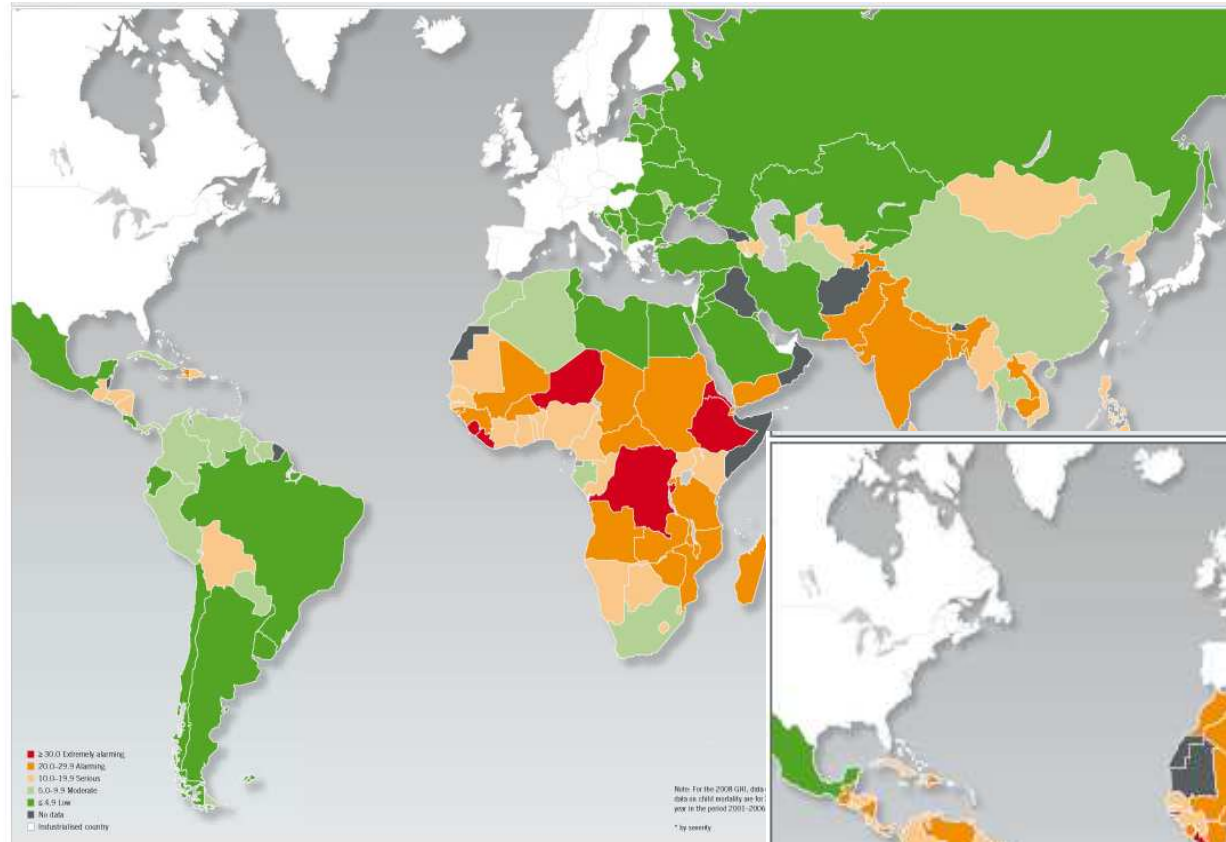 ≥ 30.0 Extremely alarming
20.0–29.9 Alarming
10.0–19.9 Serious
5.0–9.9 Moderate
≤ 4.9 Low
No data
Industrialised country
Note: For the 2008 GHI, data
data on child mortality are for
year in the period 2001–2006
* by severity